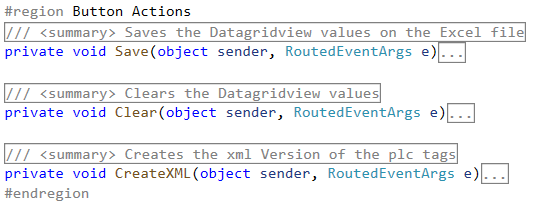 #region Button Actions
/// <summary> Saves the Datagridview values on the Excel file
private void Save(object sender, RoutedEventArgs e)...
/// <summary> Clears the Datagridview values
private void Clear(object sender, RoutedEventArgs e)...
/// <summary> Creates the xml Version of the plc tags
private void CreateXML(object sender, RoutedEventArgs e)...
#endregion